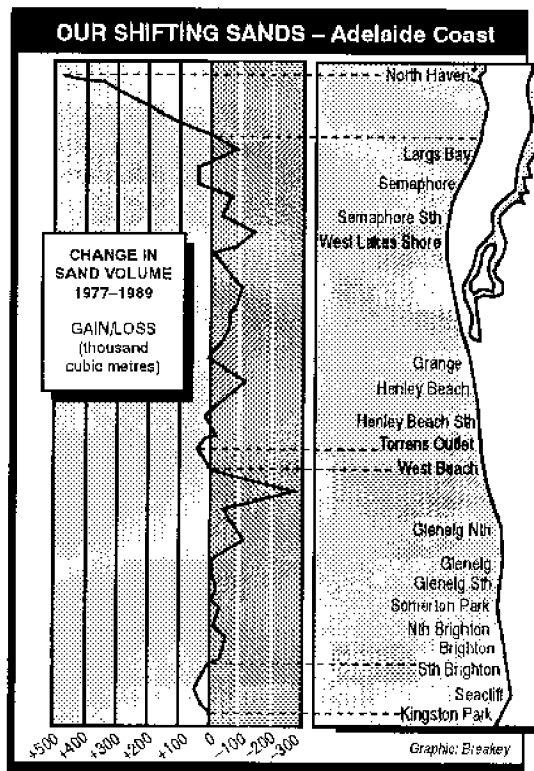 OUR SHIFTING SANDS – Adelaide Coast
CHANGE IN
SAND VOLUME
1977–1989
GAIN/LOSS
(thousand
cubic metres)
North Haven
Largs Bay
Semaphore
Semaphore Sth
West Lakes Shore
Grange
Henley Beach
Henley Beach Sth
Torrens Outlet
West Beach
Glenelg Nth
Glenelg
Glenelg Sth
Somerton Park
Nth Brighton
Brighton
Sth Brighton
Seacliff
Kingston Park
+500 +400 +300 +200 +100 0 -100 -200 -300
Graphic: Breakey